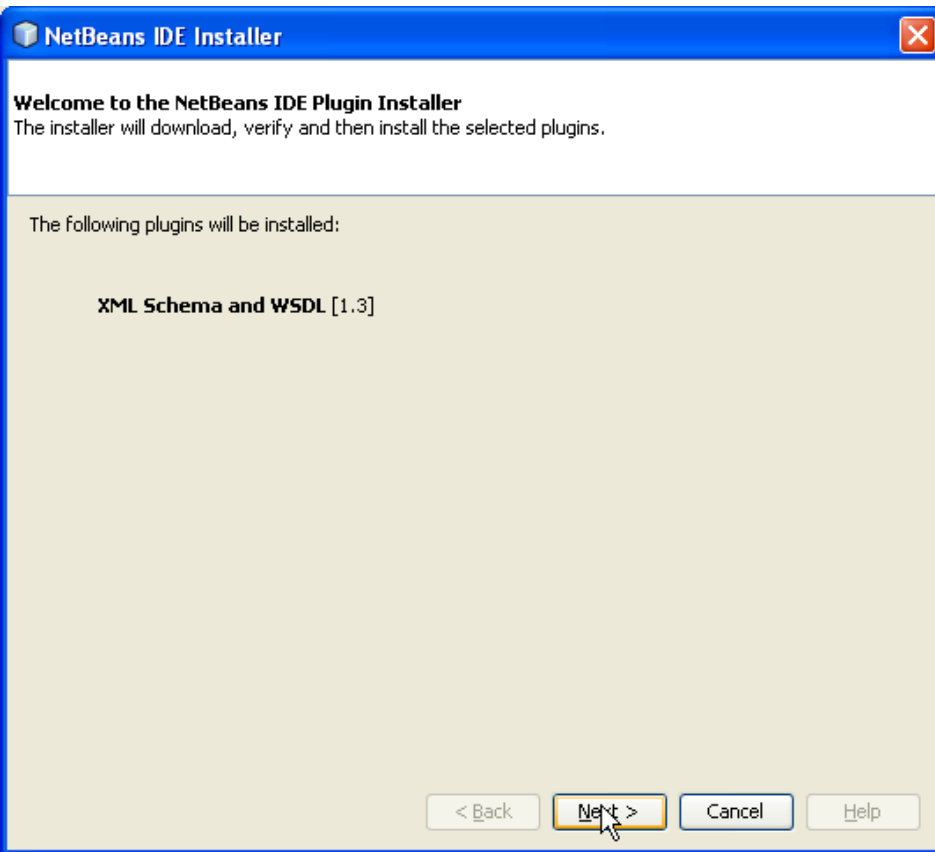 NetBeans IDE Installer
Welcome to the NetBeans IDE Plugin Installer
The installer will download, verify and then install the selected plugins.
The following plugins will be installed:
XML Schema and WSDL [1.3]
< Back Next > Cancel Help